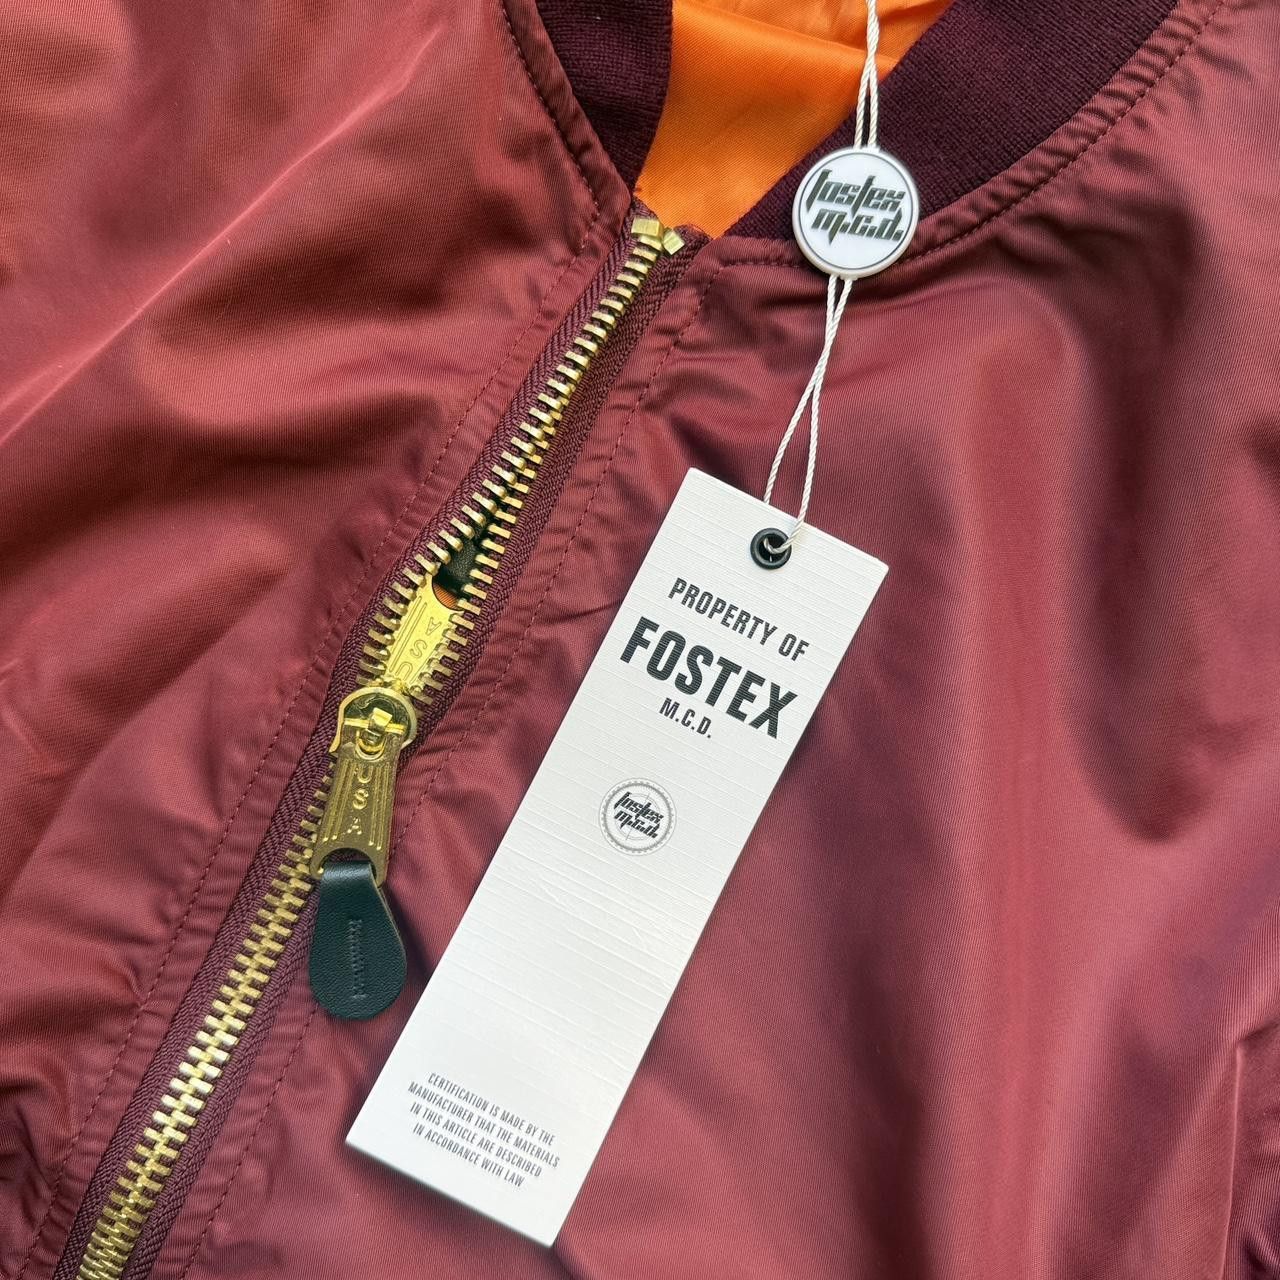 fostex
m.c.d.
PROPERTY OF
FOSTEX
M.C.D.
fostex
m.c.d.
CERTIFICATION IS MADE BY THE
MANUFACTURER THAT THE MATERIALS
IN THIS ARTICLE ARE DESCRIBED
IN ACCORDANCE WITH LAW
USA
USA